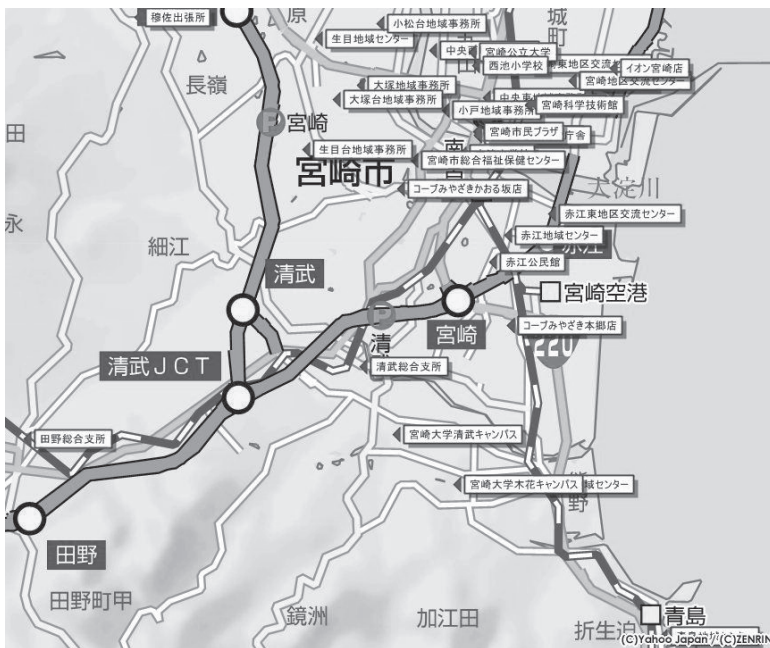 穆佐出張所
原
小松台地域事務所
城町
生目地域センター
宮崎公立大学
西池小学校
東地区交流
イオン宮崎店
宮崎地区交流センター
長嶺
大塚地域事務所
大塚台地域事務所
宮崎科学技術館
小戸地域事務所
P 宮崎
宮崎市民プラザ
庁舎
田
生目台地域事務所
宮崎市総合福祉保健センター
宮崎市
コープみやざきかおる坂店
大淀川
永
赤江東地区交流センター
細江
赤江地域センター
赤江
赤江公民館
清武
宮崎空港
P
宮崎
コープみやざき本郷店
清
220
清武JCT
清武総合支所
田野総合支所
宮崎大学清武キャンパス
宮崎大学木花キャンパス
域センター
野
田野
田野町甲
鏡洲
加江田
青島
折生迫
(C)Yahoo Japan / (C)ZENRIN